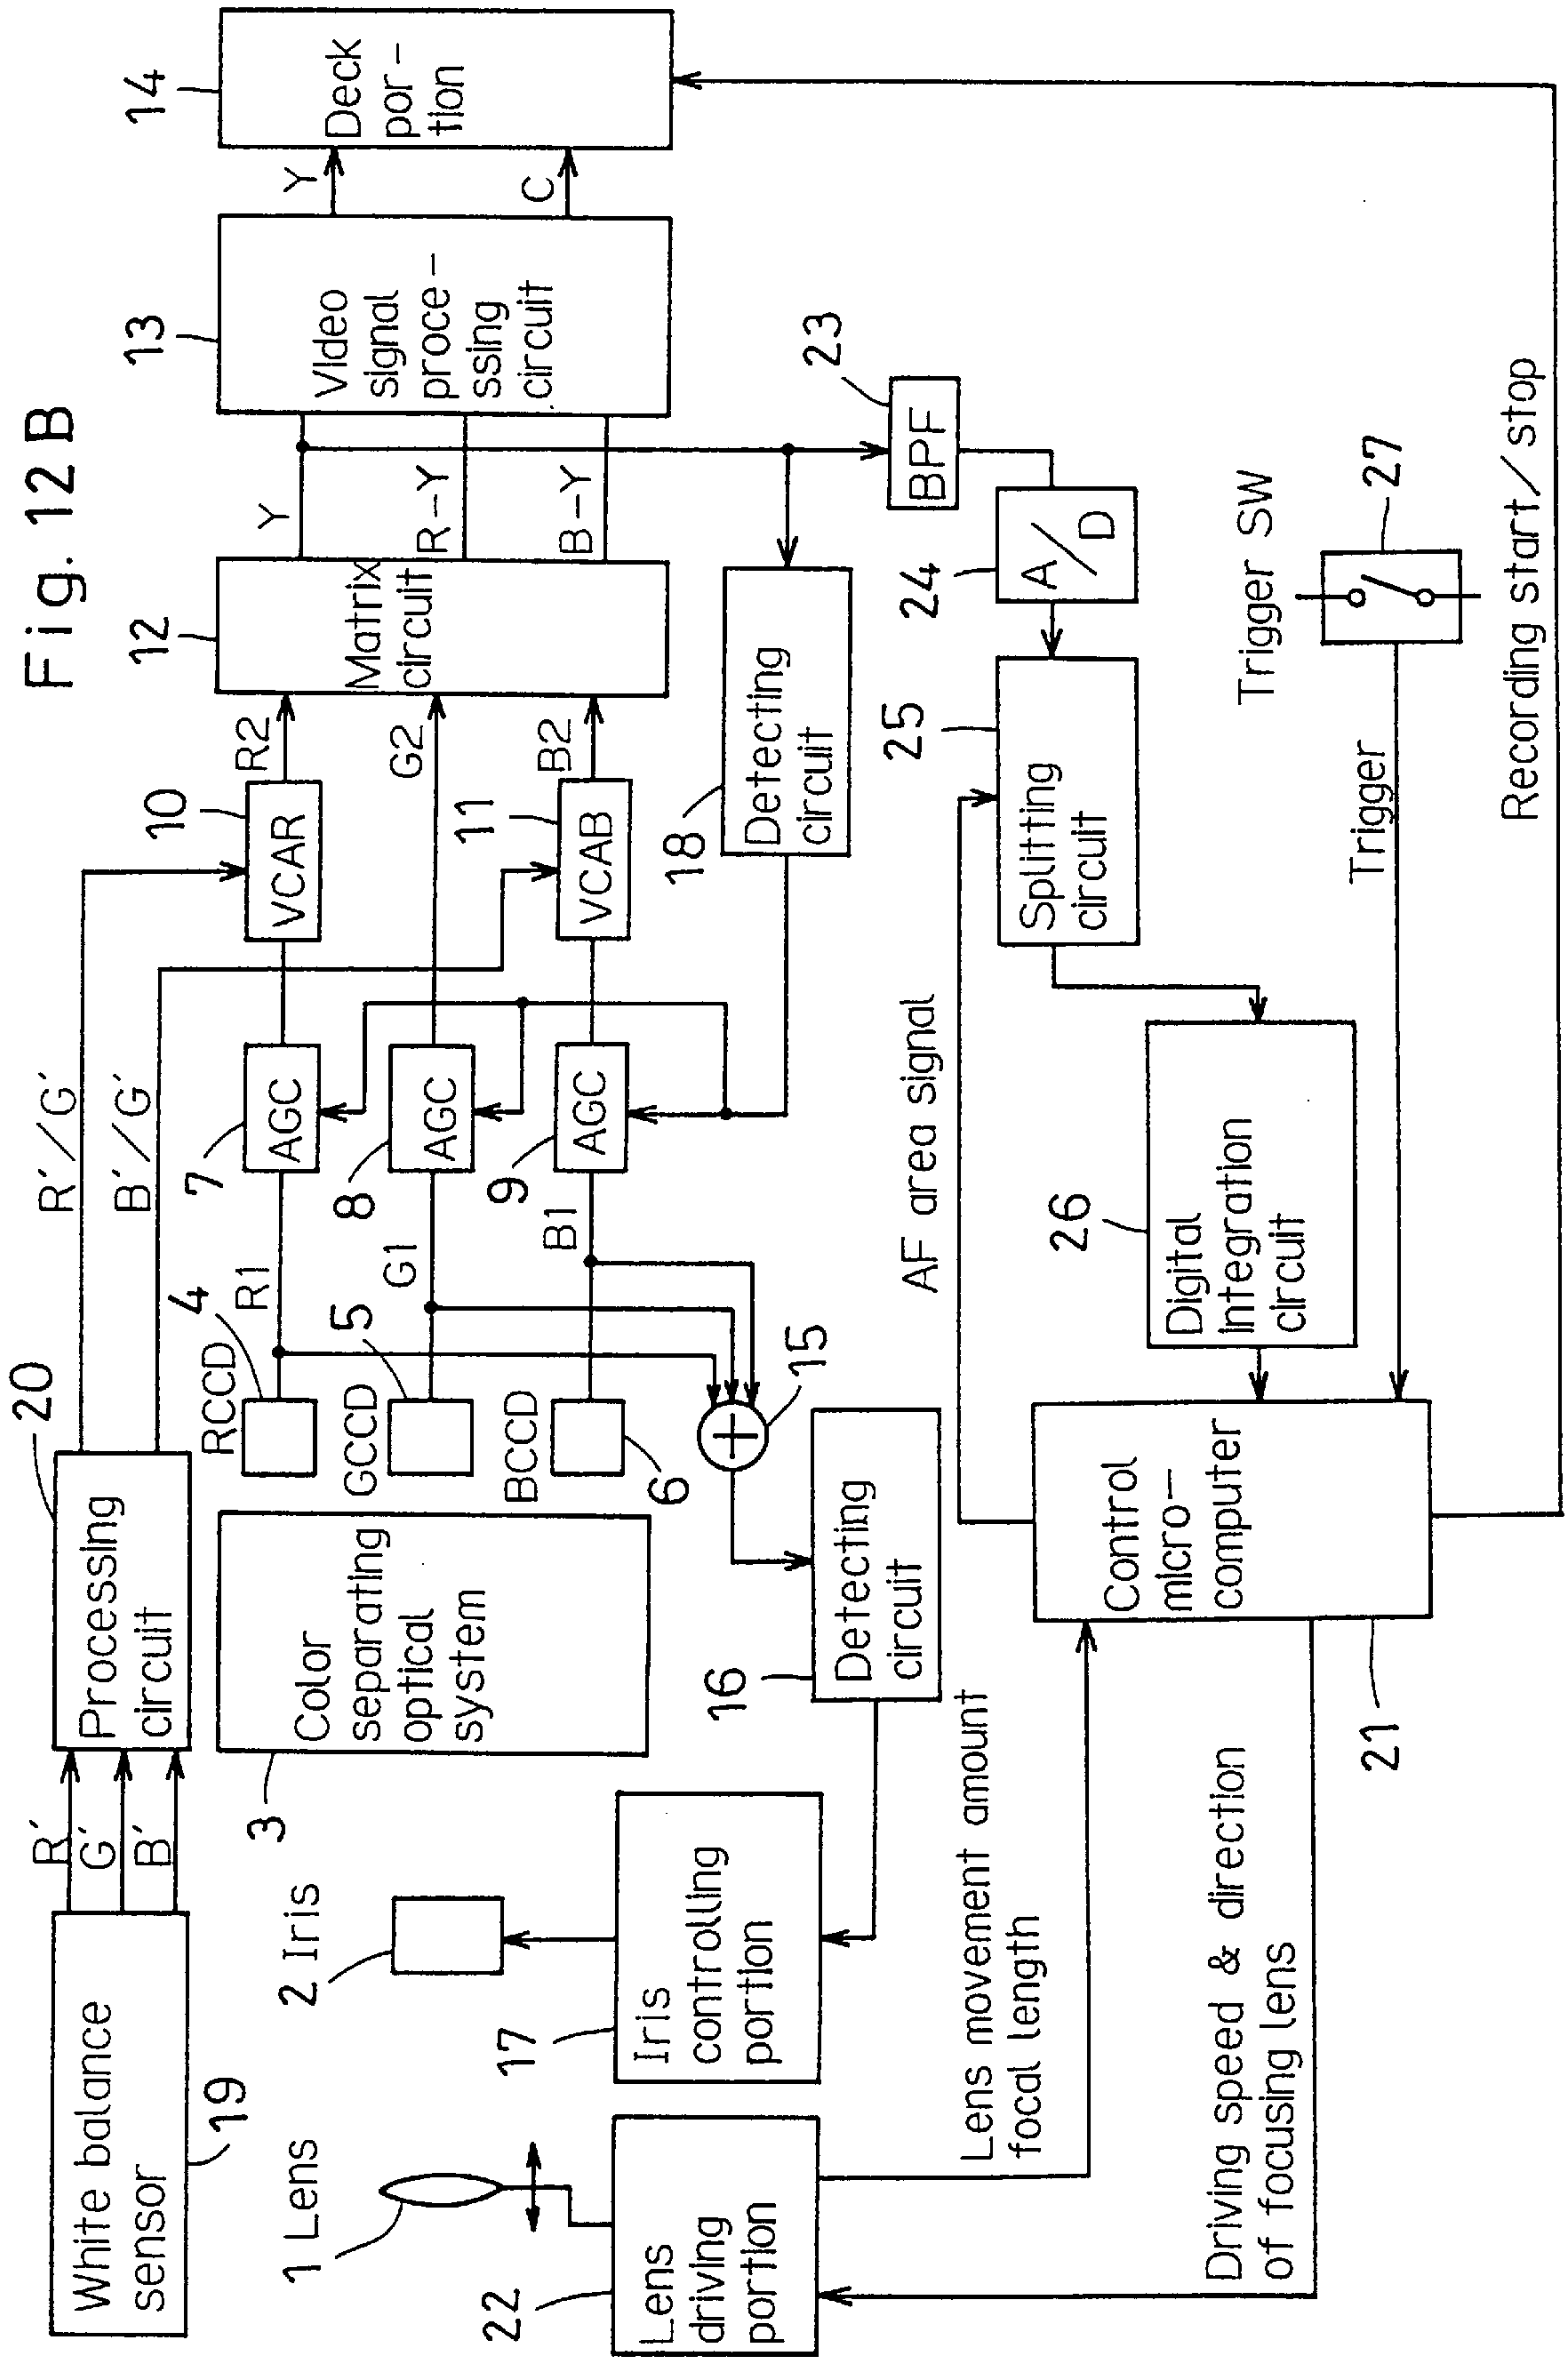 Fig. 12B
White balance
sensor
19
R'
G'
B'
Processing
circuit
20
R'/G'
B'/G'
1 Lens
2 Iris
3
Color
separating
optical
system
RCCD
4
GCCD
5
BCCD
6
R1
G1
B1
7
AGC
8
AGC
9
AGC
10
VCAR
11
VCAB
R2
G2
B2
12
Matrix
circuit
Y
R-Y
B-Y
13
Video
signal
proce-
ssing
circuit
Y
C
14
Deck
por-
tion
22
Lens
driving
portion
17
Iris
controlling
portion
16
Detecting
circuit
15
18
Detecting
circuit
23
BPF
24
A/D
25
Splitting
circuit
26
Digital
integration
circuit
AF area signal
Lens movement amount
focal length
Driving speed & direction
of focusing lens
21
Control
micro-
computer
Trigger
Trigger SW
27
Recording start/stop